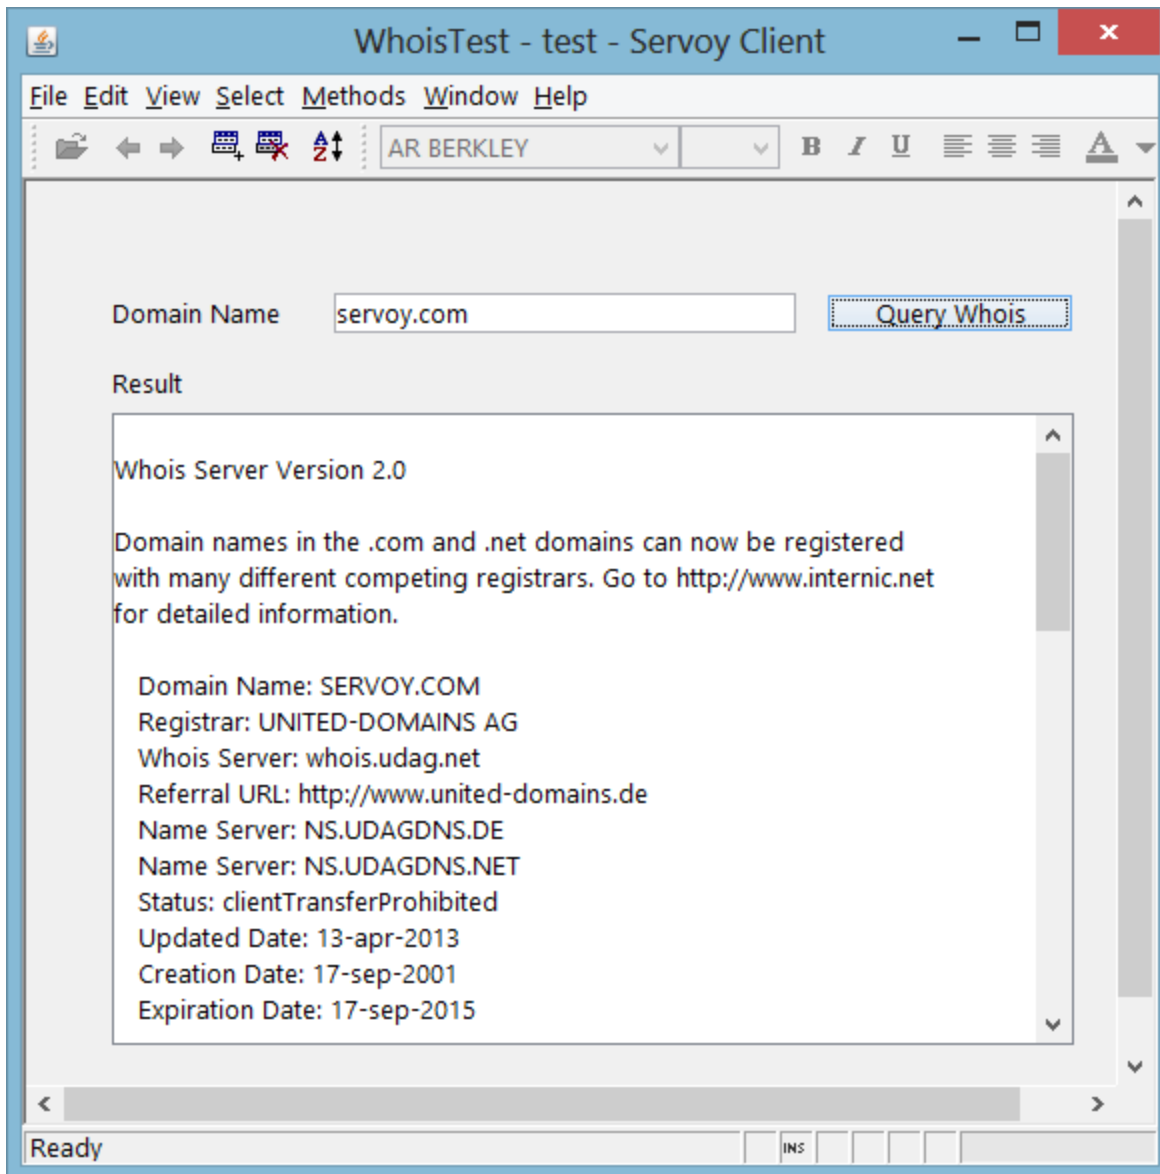 WhoisTest - test - Servoy Client
File Edit View Select Methods Window Help
AR BERKLEY B I U A
Domain Name servoy.com Query Whois
Result
Whois Server Version 2.0
Domain names in the .com and .net domains can now be registered
with many different competing registrars. Go to http://www.internic.net
for detailed information.
Domain Name: SERVOY.COM
Registrar: UNITED-DOMAINS AG
Whois Server: whois.udag.net
Referral URL: http://www.united-domains.de
Name Server: NS.UDAGDNS.DE
Name Server: NS.UDAGDNS.NET
Status: clientTransferProhibited
Updated Date: 13-apr-2013
Creation Date: 17-sep-2001
Expiration Date: 17-sep-2015
Ready INS